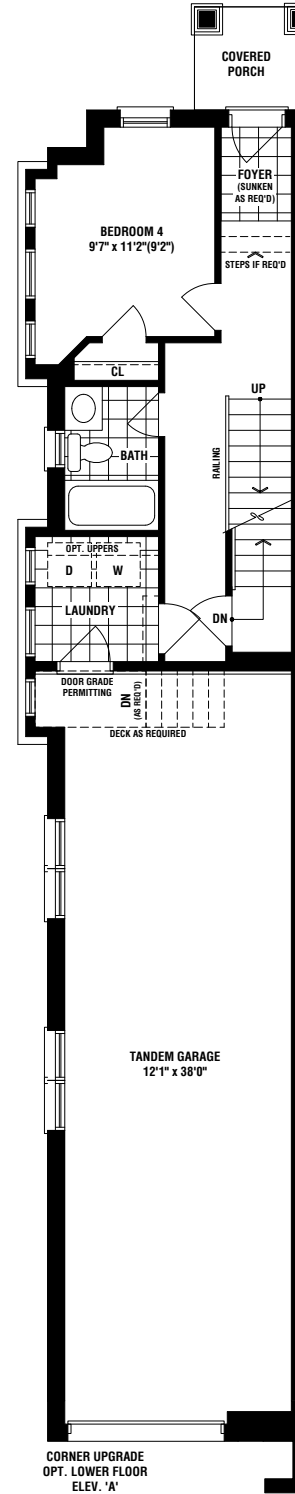 COVERED
PORCH
FOYER
(SUNKEN
AS REQ'D)
BEDROOM 4
9'7" x 11'2"(9'2")
STEPS IF REQ'D
CL
UP
BATH
RAILING
OPT. UPPERS
D
W
LAUNDRY
DN
DOOR GRADE
PERMITTING
DN
(AS REQ'D)
DECK AS REQUIRED
TANDEM GARAGE
12'1" x 38'0"
CORNER UPGRADE
OPT. LOWER FLOOR
ELEV. 'A'